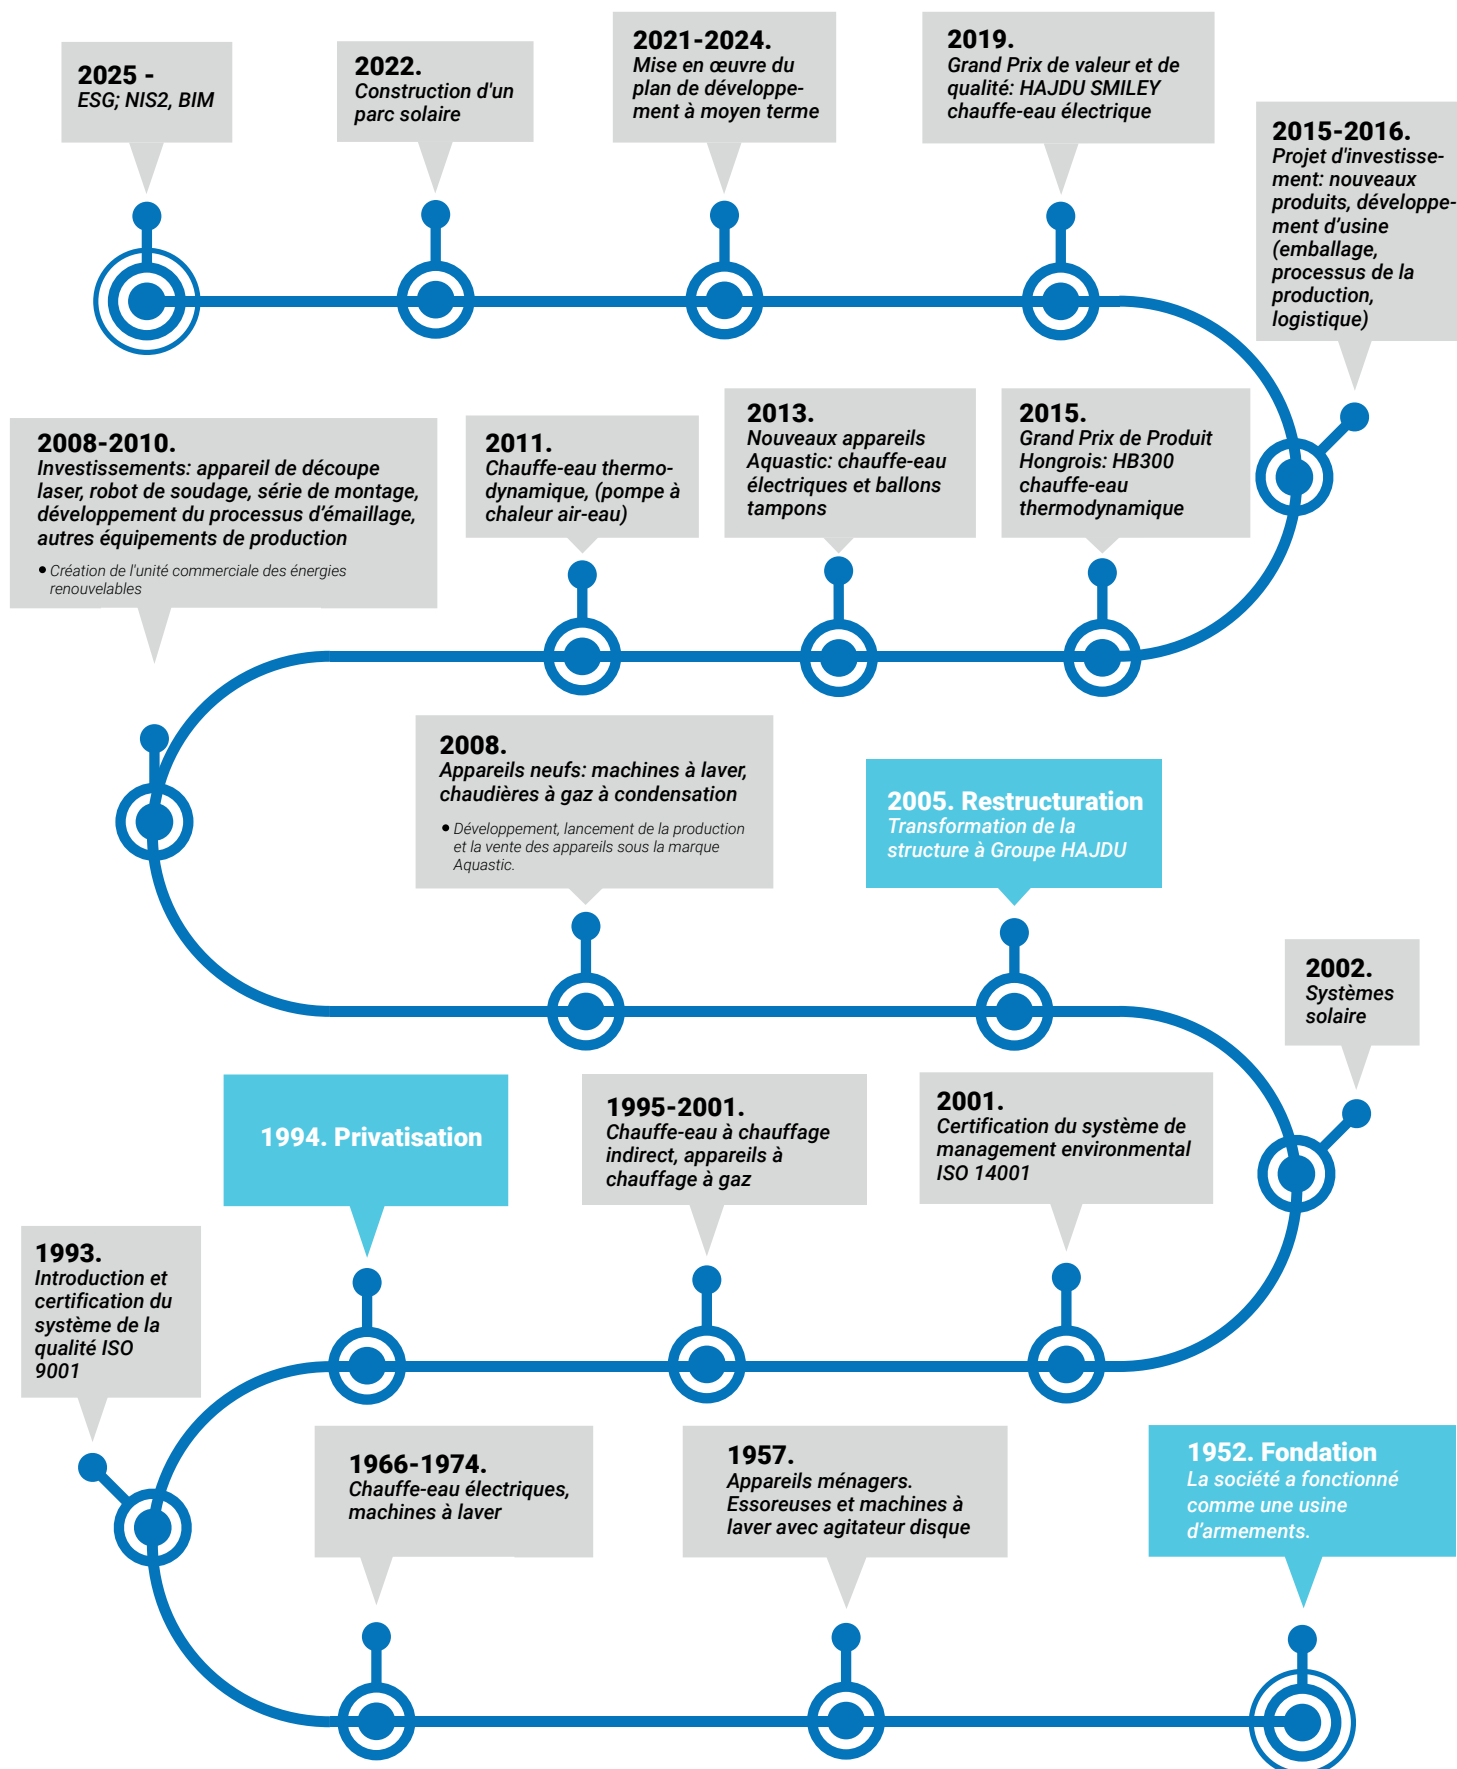 2025 -
ESG; NIS2, BIM
2022.
Construction d'un
parc solaire
2021-2024.
Mise en œuvre du
plan de développe-
ment à moyen terme
2019.
Grand Prix de valeur et de
qualité: HAJDU SMILEY
chauffe-eau électrique
2015-2016.
Projet d'investisse-
ment: nouveaux
produits, développe-
ment d’usine
(emballage,
processus de la
production,
logistique)
2008-2010.
Investissements: appareil de découpe
laser, robot de soudage, série de montage,
développement du processus d’émaillage,
autres équipements de production
• Création de l'unité commerciale des énergies
renouvelables
2011.
Chauffe-eau thermo-
dynamique, (pompe à
chaleur air-eau)
2013.
Nouveaux appareils
Aquastic: chauffe-eau
électriques et ballons
tampons
2015.
Grand Prix de Produit
Hongrois: HB300
chauffe-eau
thermodynamique
2008.
Appareils neufs: machines à laver,
chaudières à gaz à condensation
• Développement, lancement de la production
et la vente des appareils sous la marque
Aquastic.
2005. Restructuration
Transformation de la
structure à Groupe HAJDU
2002.
Systèmes
solaire
1994. Privatisation
1995-2001.
Chauffe-eau à chauffage
indirect, appareils à
chauffage à gaz
2001.
Certification du système de
management environmental
ISO 14001
1993.
Introduction et
certification du
système de la
qualité ISO
9001
1966-1974.
Chauffe-eau électriques,
machines à laver
1957.
Appareils ménagers.
Essoreuses et machines à
laver avec agitateur disque
1952. Fondation
La société a fonctionné
comme une usine
d’armements.